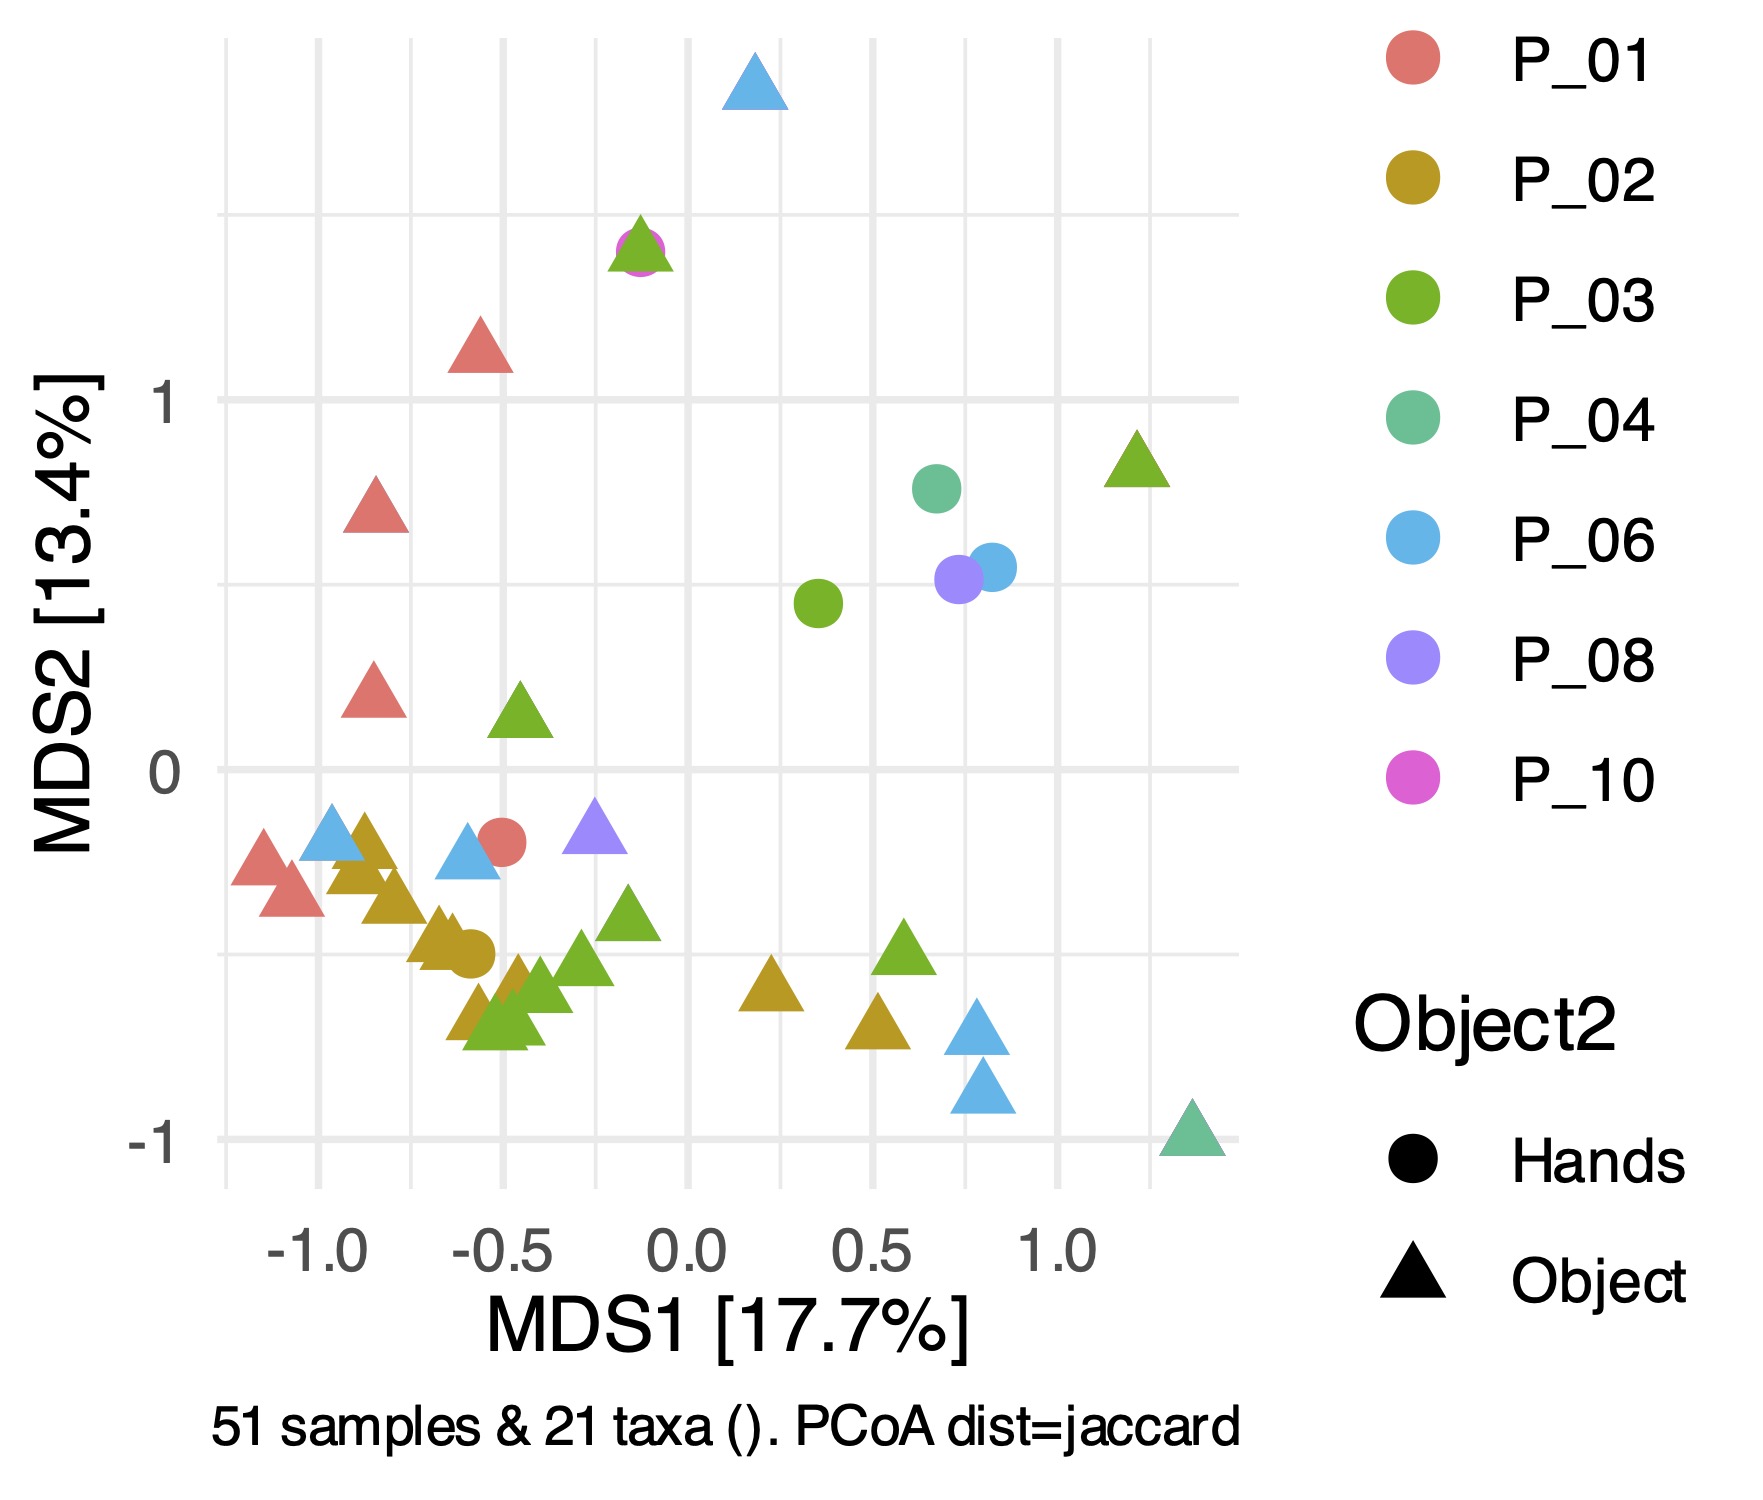 P_01
P_02
P_03
P_04
P_06
P_08
P_10
Object2
Hands
Object
MDS2 [13.4%]
1
0
-1
-1.0 -0.5 0.0 0.5 1.0
MDS1 [17.7%]
51 samples & 21 taxa (). PCoA dist=jaccard